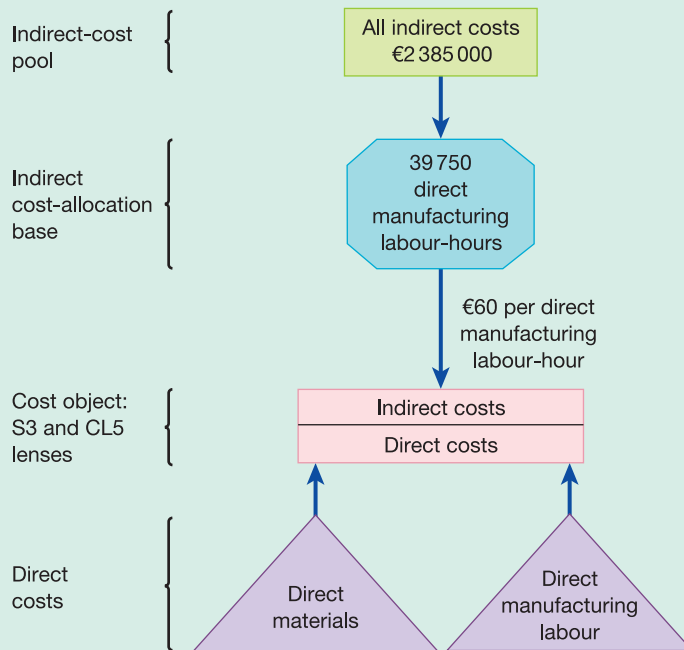 Indirect-cost
pool
All indirect costs
€2 385 000
Indirect
cost-allocation
base
39 750
direct
manufacturing
labour-hours
€60 per direct
manufacturing
labour-hour
Cost object:
S3 and CL5
lenses
Indirect costs
Direct costs
Direct
costs
Direct
materials
Direct
manufacturing
labour